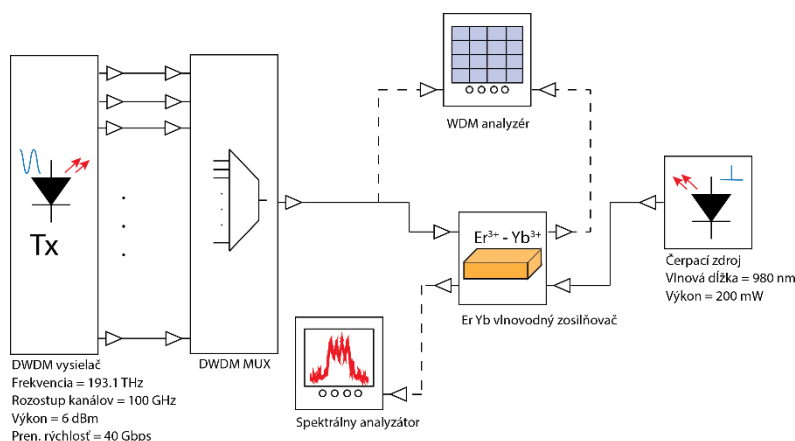 Tx
DWDM vysielač
Frekvencia = 193.1 THz
Rozostup kanálov = 100 GHz
Výkon = 6 dBm
Pren. rýchlosť = 40 Gbps
DWDM MUX
WDM analyzér
Er³⁺ - Yb³⁺
Er Yb vlnovodný zosilňovač
Spektrálny analyzátor
Čerpací zdroj
Vlnová dĺžka = 980 nm
Výkon = 200 mW